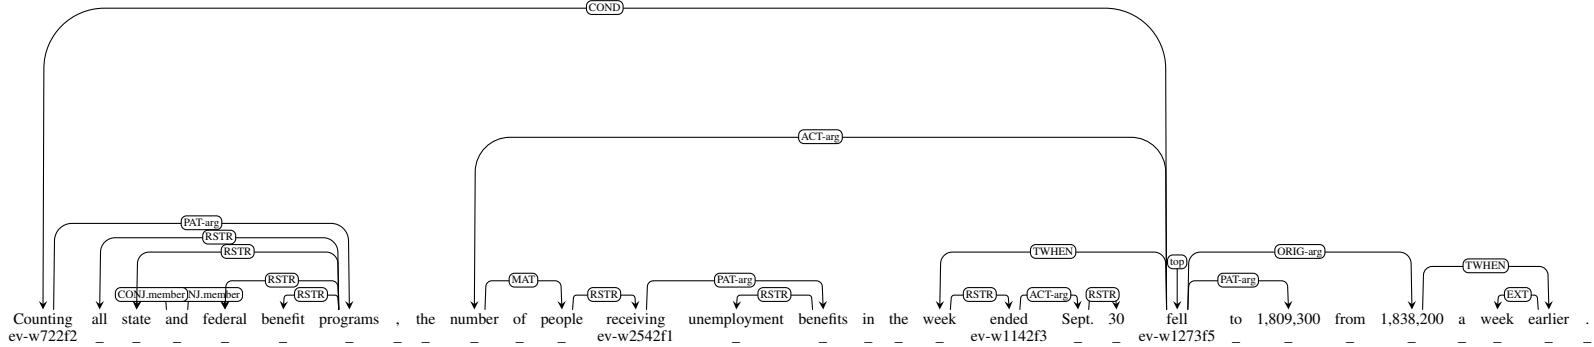 COND
ACT-arg
PAT-arg
RSTR
RSTR
TWHEN
ORIG-arg
top
TWHEN
RSTR
MAT
PAT-arg
PAT-arg
CONJ.member NJ.member RSTR
RSTR
RSTR
RSTR ACT-arg RSTR
EXT
Counting all state and federal benefit programs , the number of people receiving unemployment benefits in the week ended Sept. 30 fell to 1,809,300 from 1,838,200 a week earlier .
ev-w722f2 _ _ _ _ _ _ _ _ _ _ _ ev-w2542f1 _ _ _ _ _ ev-w1142f3 _ _ ev-w1273f5 _ _ _ _ _ _ _ _